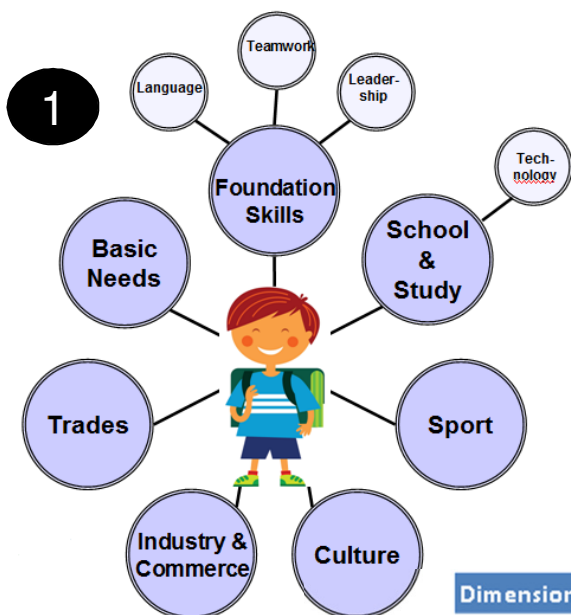 Teamwork
Language
Leader-
ship
1
Tech-
nology
Foundation
Skills
School
&
Study
Basic
Needs
Trades
Sport
Industry &
Commerce
Culture
Dimension